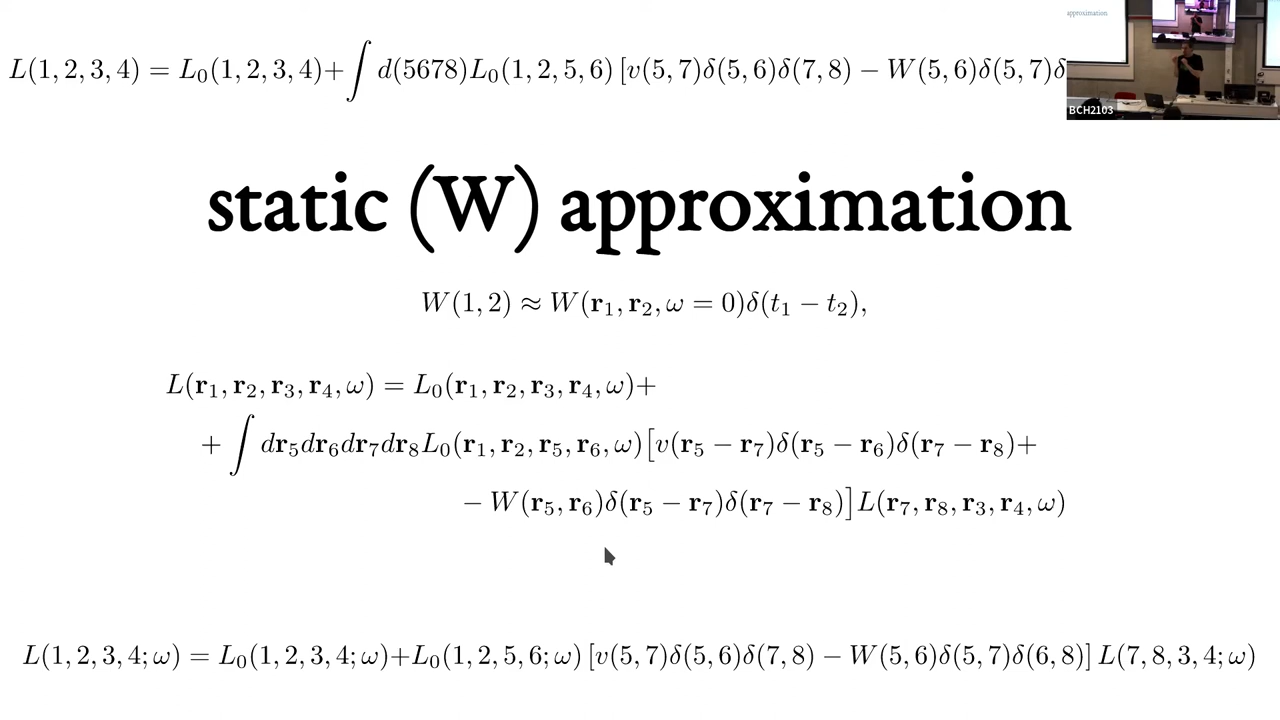 approximation
L(1, 2, 3, 4) = L₀(1, 2, 3, 4)+∫ d(5678)L₀(1, 2, 5, 6) [v(5, 7)δ(5, 6)δ(7, 8) − W(5, 6)δ(5, 7)δ
BCH2103
static (W) approximation
W(1, 2) ≈ W(𝐫₁, 𝐫₂, ω = 0)δ(t₁ − t₂),
L(𝐫₁, 𝐫₂, 𝐫₃, 𝐫₄, ω) = L₀(𝐫₁, 𝐫₂, 𝐫₃, 𝐫₄, ω)+
+ ∫ d𝐫₅d𝐫₆d𝐫₇d𝐫₈L₀(𝐫₁, 𝐫₂, 𝐫₅, 𝐫₆, ω)[v(𝐫₅ − 𝐫₇)δ(𝐫₅ − 𝐫₆)δ(𝐫₇ − 𝐫₈)+
− W(𝐫₅, 𝐫₆)δ(𝐫₅ − 𝐫₇)δ(𝐫₇ − 𝐫₈)]L(𝐫₇, 𝐫₈, 𝐫₃, 𝐫₄, ω)
L(1, 2, 3, 4; ω) = L₀(1, 2, 3, 4; ω)+L₀(1, 2, 5, 6; ω) [v(5, 7)δ(5, 6)δ(7, 8) − W(5, 6)δ(5, 7)δ(6, 8)] L(7, 8, 3, 4; ω)